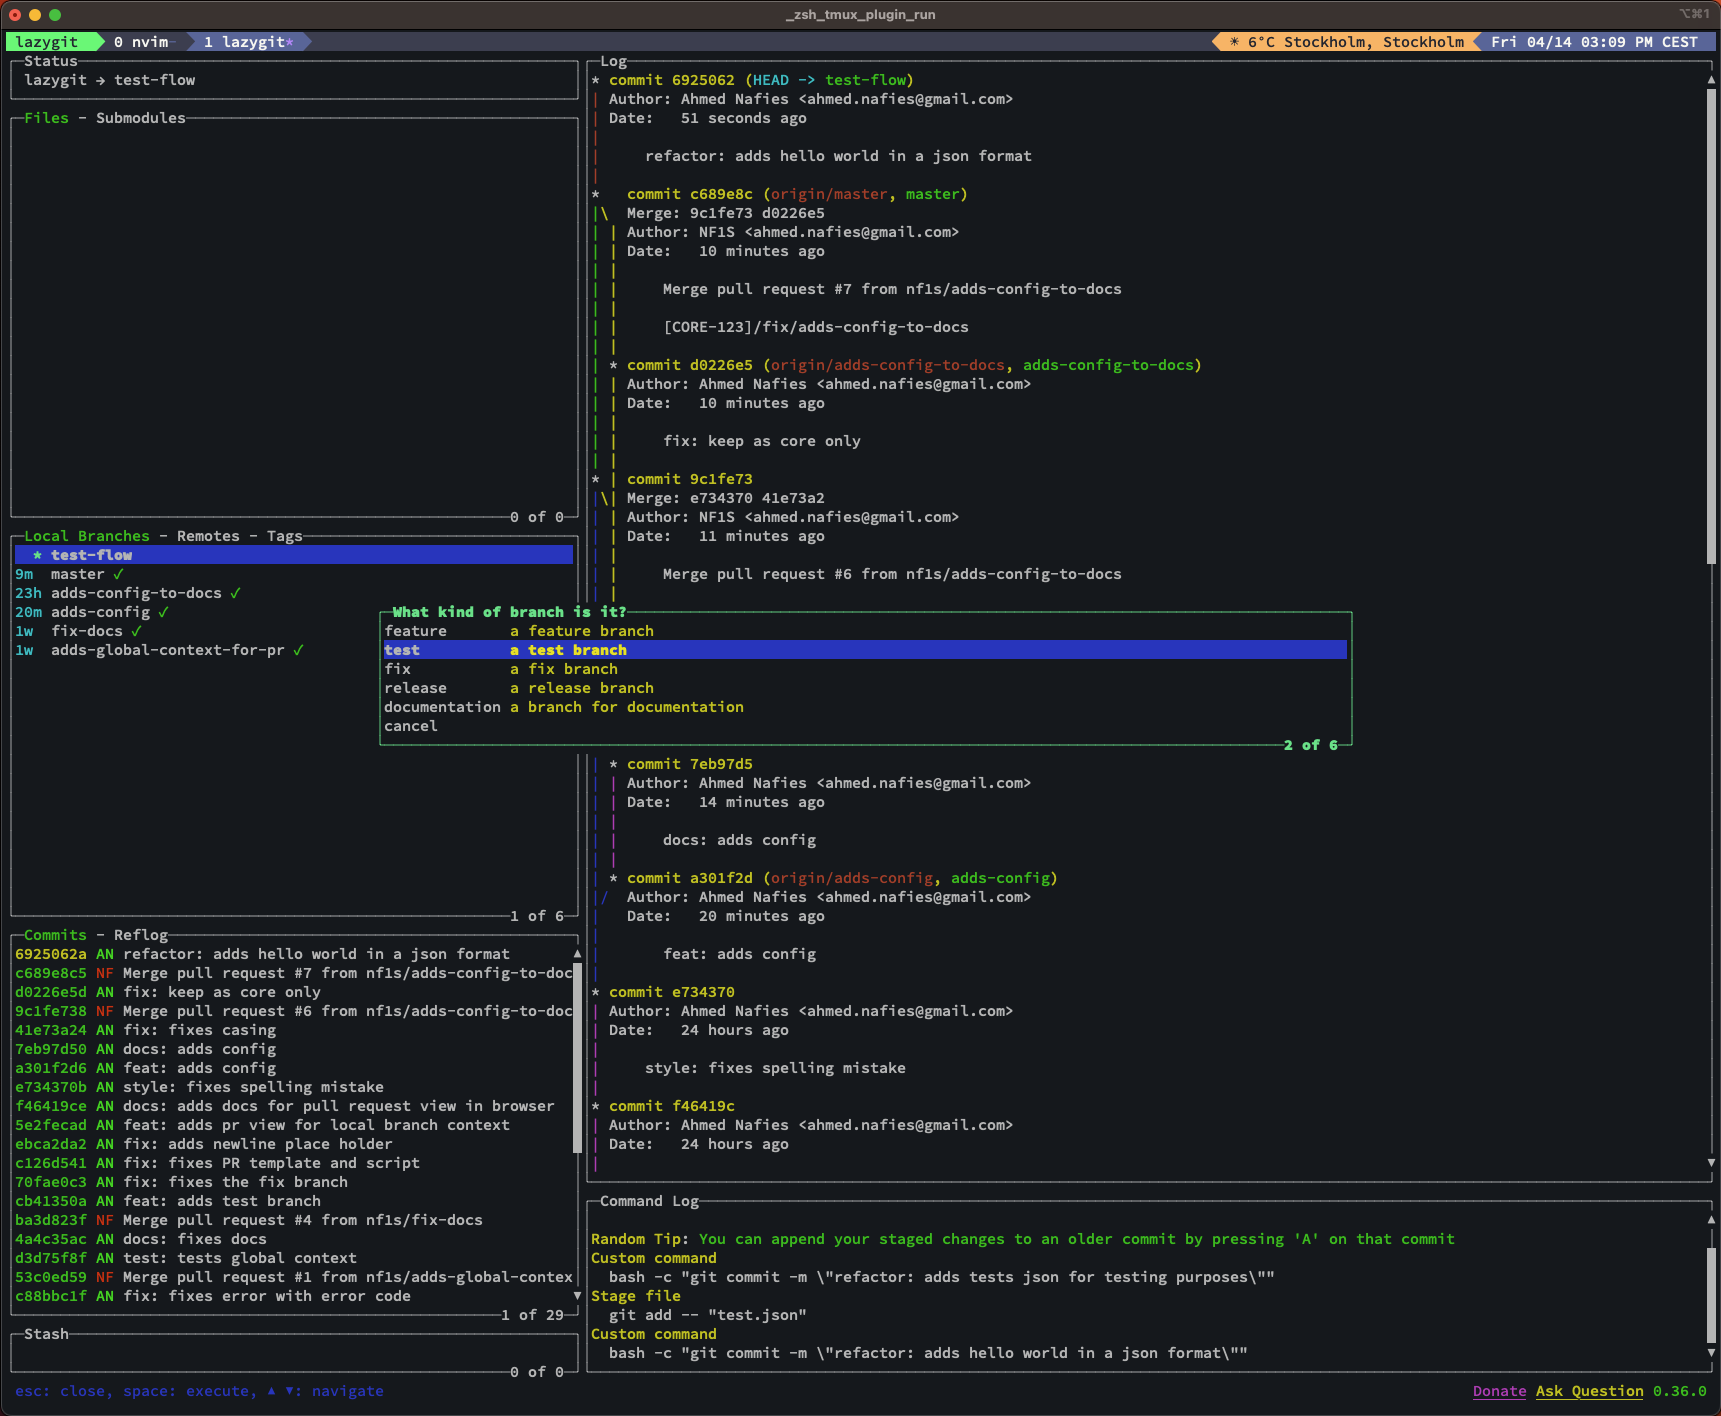 _zsh_tmux_plugin_run
⌥⌘1
lazygit 0 nvim- 1 lazygit*
☀ 6°C Stockholm, Stockholm Fri 04/14 03:09 PM CEST
Status
lazygit → test-flow
Files - Submodules
0 of 0
Local Branches - Remotes - Tags
* test-flow
9m master ✓
23h adds-config-to-docs ✓
20m adds-config ✓
1w fix-docs ✓
1w adds-global-context-for-pr ✓
1 of 6
Commits - Reflog
6925062a AN refactor: adds hello world in a json format
c689e8c5 NF Merge pull request #7 from nf1s/adds-config-to-doc
d0226e5d AN fix: keep as core only
9c1fe738 NF Merge pull request #6 from nf1s/adds-config-to-doc
41e73a24 AN fix: fixes casing
7eb97d50 AN docs: adds config
a301f2d6 AN feat: adds config
e734370b AN style: fixes spelling mistake
f46419ce AN docs: adds docs for pull request view in browser
5e2fecad AN feat: adds pr view for local branch context
ebca2da2 AN fix: adds newline place holder
c126d541 AN fix: fixes PR template and script
70fae0c3 AN fix: fixes the fix branch
cb41350a AN feat: adds test branch
ba3d823f NF Merge pull request #4 from nf1s/fix-docs
4a4c35ac AN docs: fixes docs
d3d75f8f AN test: tests global context
53c0ed59 NF Merge pull request #1 from nf1s/adds-global-contex
c88bbc1f AN fix: fixes error with error code
1 of 29
Stash
0 of 0
Log
* commit 6925062 (HEAD -> test-flow)
| Author: Ahmed Nafies <ahmed.nafies@gmail.com>
| Date: 51 seconds ago
|
| refactor: adds hello world in a json format
|
* commit c689e8c (origin/master, master)
|\ Merge: 9c1fe73 d0226e5
| | Author: NF1S <ahmed.nafies@gmail.com>
| | Date: 10 minutes ago
| |
| | Merge pull request #7 from nf1s/adds-config-to-docs
| |
| | [CORE-123]/fix/adds-config-to-docs
| |
| * commit d0226e5 (origin/adds-config-to-docs, adds-config-to-docs)
| | Author: Ahmed Nafies <ahmed.nafies@gmail.com>
| | Date: 10 minutes ago
| |
| | fix: keep as core only
| |
* | commit 9c1fe73
|\| Merge: e734370 41e73a2
| | Author: NF1S <ahmed.nafies@gmail.com>
| | Date: 11 minutes ago
| |
| | Merge pull request #6 from nf1s/adds-config-to-docs
| |
What kind of branch is it?
feature a feature branch
test a test branch
fix a fix branch
release a release branch
documentation a branch for documentation
cancel
2 of 6
| * commit 7eb97d5
| | Author: Ahmed Nafies <ahmed.nafies@gmail.com>
| | Date: 14 minutes ago
| |
| | docs: adds config
| |
| * commit a301f2d (origin/adds-config, adds-config)
|/ Author: Ahmed Nafies <ahmed.nafies@gmail.com>
| Date: 20 minutes ago
|
| feat: adds config
|
* commit e734370
| Author: Ahmed Nafies <ahmed.nafies@gmail.com>
| Date: 24 hours ago
|
| style: fixes spelling mistake
|
* commit f46419c
| Author: Ahmed Nafies <ahmed.nafies@gmail.com>
| Date: 24 hours ago
|
Command Log
Random Tip: You can append your staged changes to an older commit by pressing 'A' on that commit
Custom command
bash -c "git commit -m \"refactor: adds tests json for testing purposes\""
Stage file
git add -- "test.json"
Custom command
bash -c "git commit -m \"refactor: adds hello world in a json format\""
esc: close, space: execute, ▲ ▼: navigate
Donate Ask Question 0.36.0